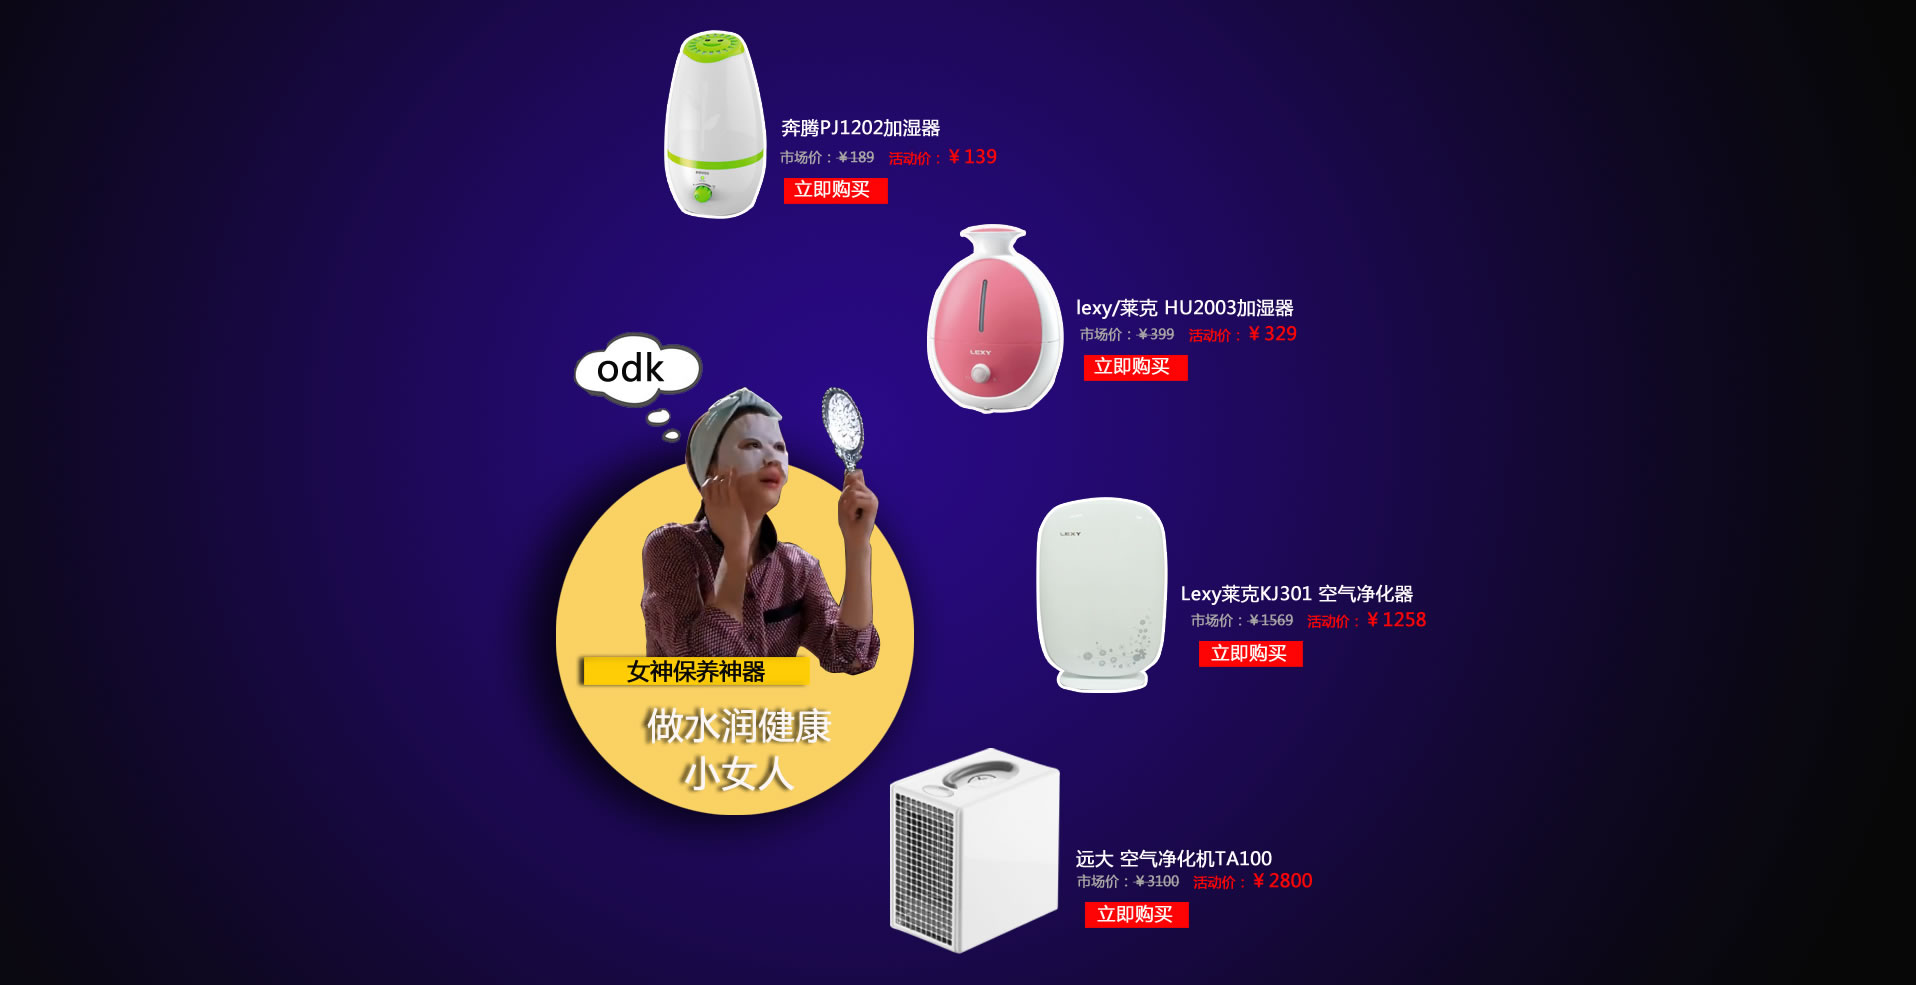 奔腾PJ1202加湿器
市场价：￥189 活动价：￥139
立即购买
lexy/莱克 HU2003加湿器
市场价：￥399 活动价：￥329
立即购买
LEXY
odk
女神保养神器
做水润健康
小女人
LEXY
Lexy莱克KJ301 空气净化器
市场价：￥1569 活动价：￥1258
立即购买
远大 空气净化机TA100
市场价：￥3100 活动价：￥2800
立即购买